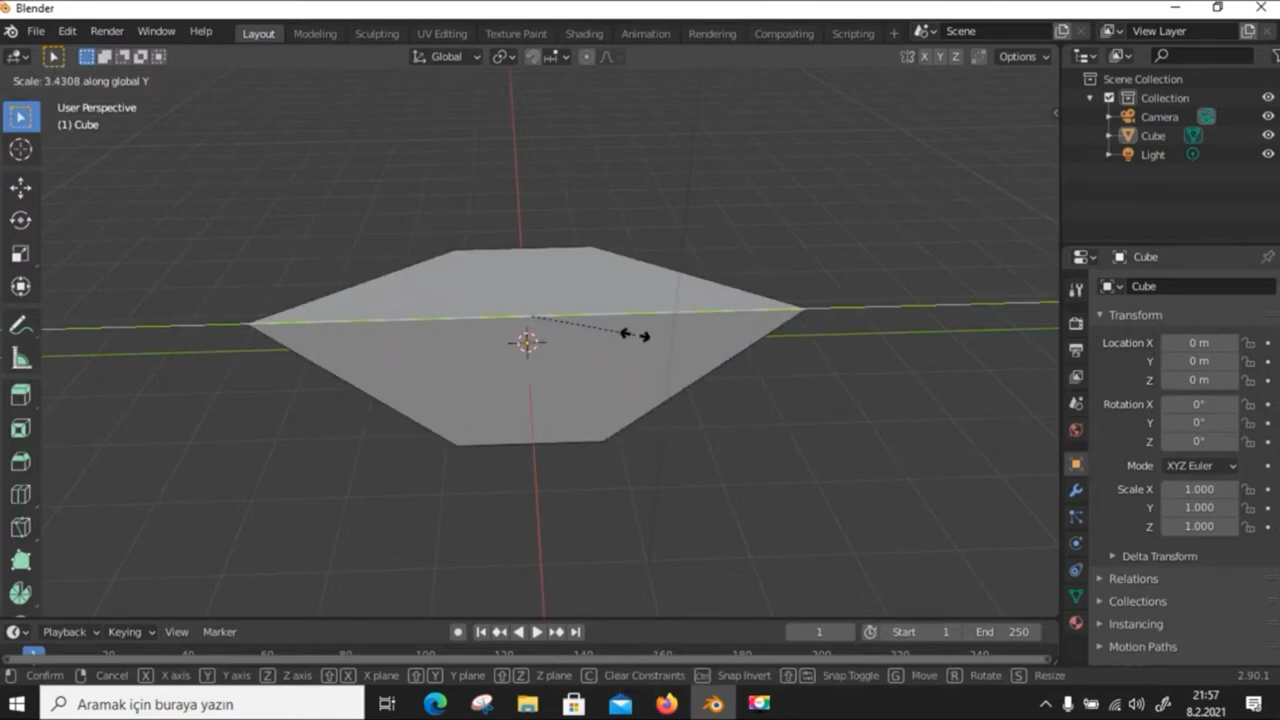 Blender
File Edit Render Window Help
Layout Modeling Sculpting UV Editing Texture Paint Shading Animation Rendering Compositing Scripting +
Scene
View Layer
Global
X Y Z
Options
Scale: 3.4308 along global Y
User Perspective
(1) Cube
Scene Collection
Collection
Camera
Cube
Light
Cube
Cube
Transform
Location X 0 m
Y 0 m
Z 0 m
Rotation X 0°
Y 0°
Z 0°
Mode XYZ Euler
Scale X 1.000
Y 1.000
Z 1.000
Delta Transform
Relations
Collections
Instancing
Motion Paths
Playback Keying View Marker
1
Start 1 End 250
Confirm Cancel X X axis Y Y axis Z Z axis X X plane Y Y plane Z Z plane C Clear Constraints Ctrl Snap Invert Snap Toggle G Move R Rotate S Resize
2.90.1
Aramak için buraya yazın
21:57
8.2.2021